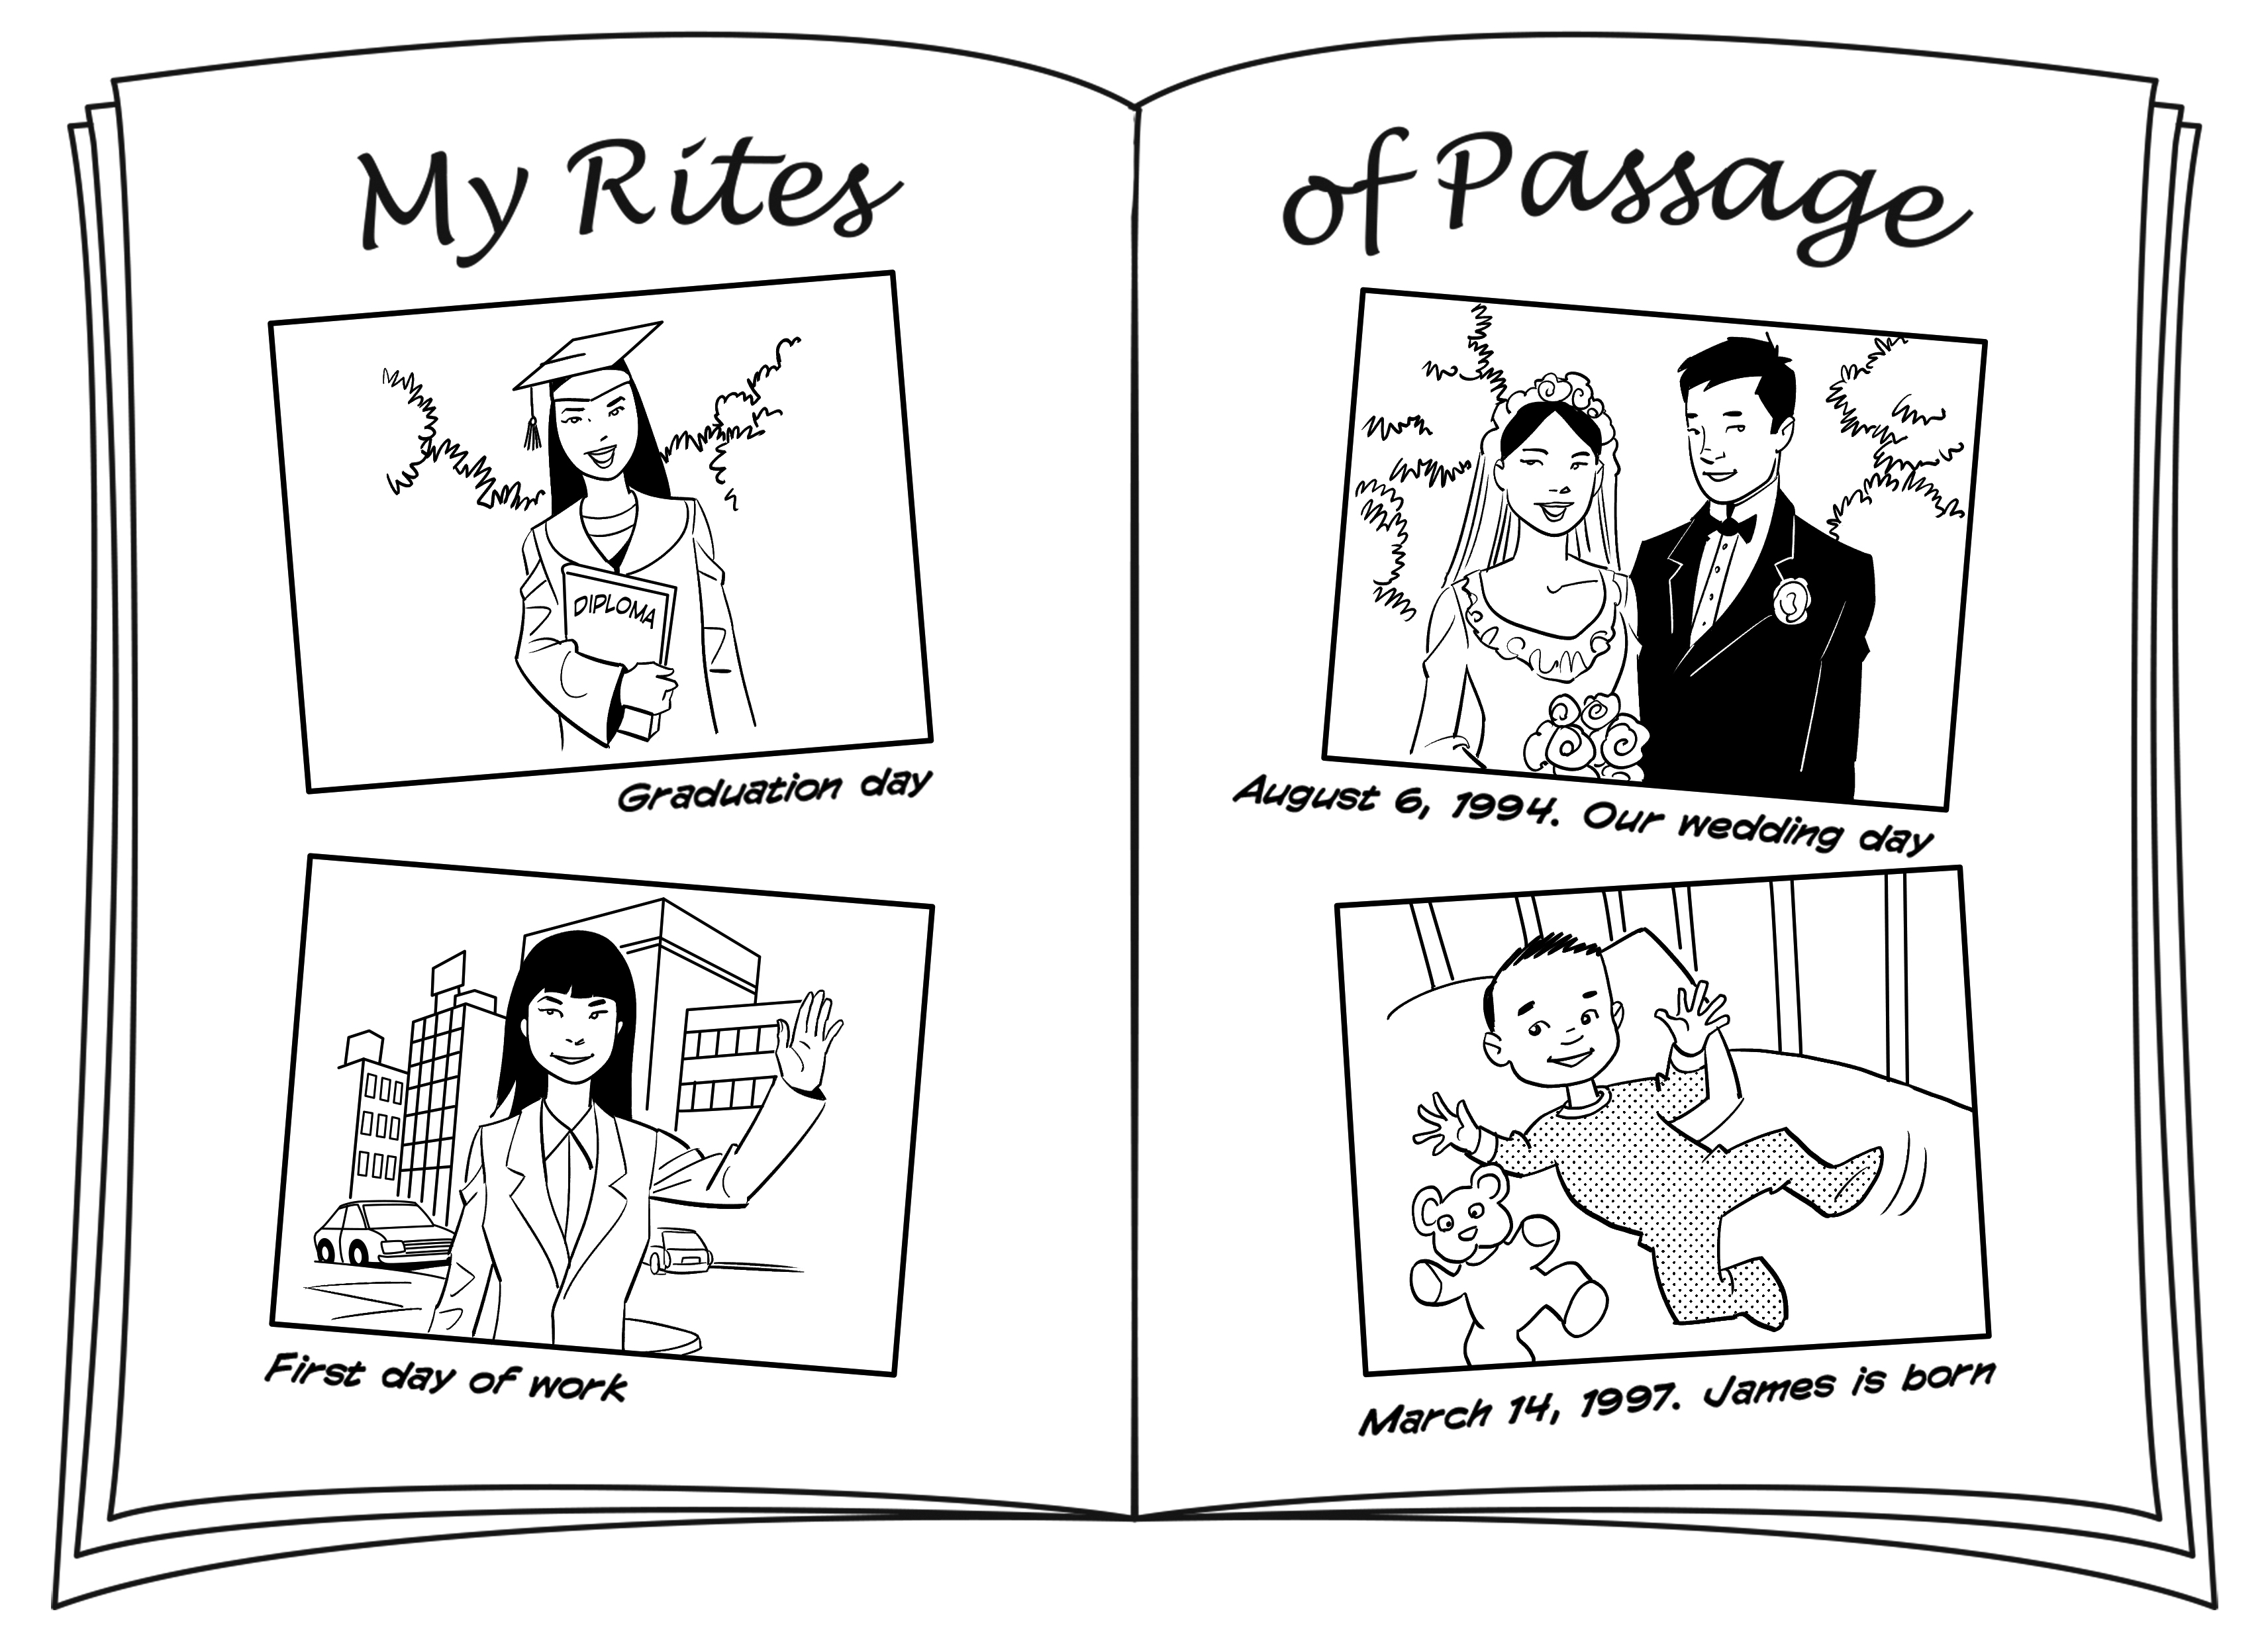 My Rites of Passage
DIPLOMA
Graduation day
First day of work
August 6, 1994. Our wedding day
March 14, 1997. James is born